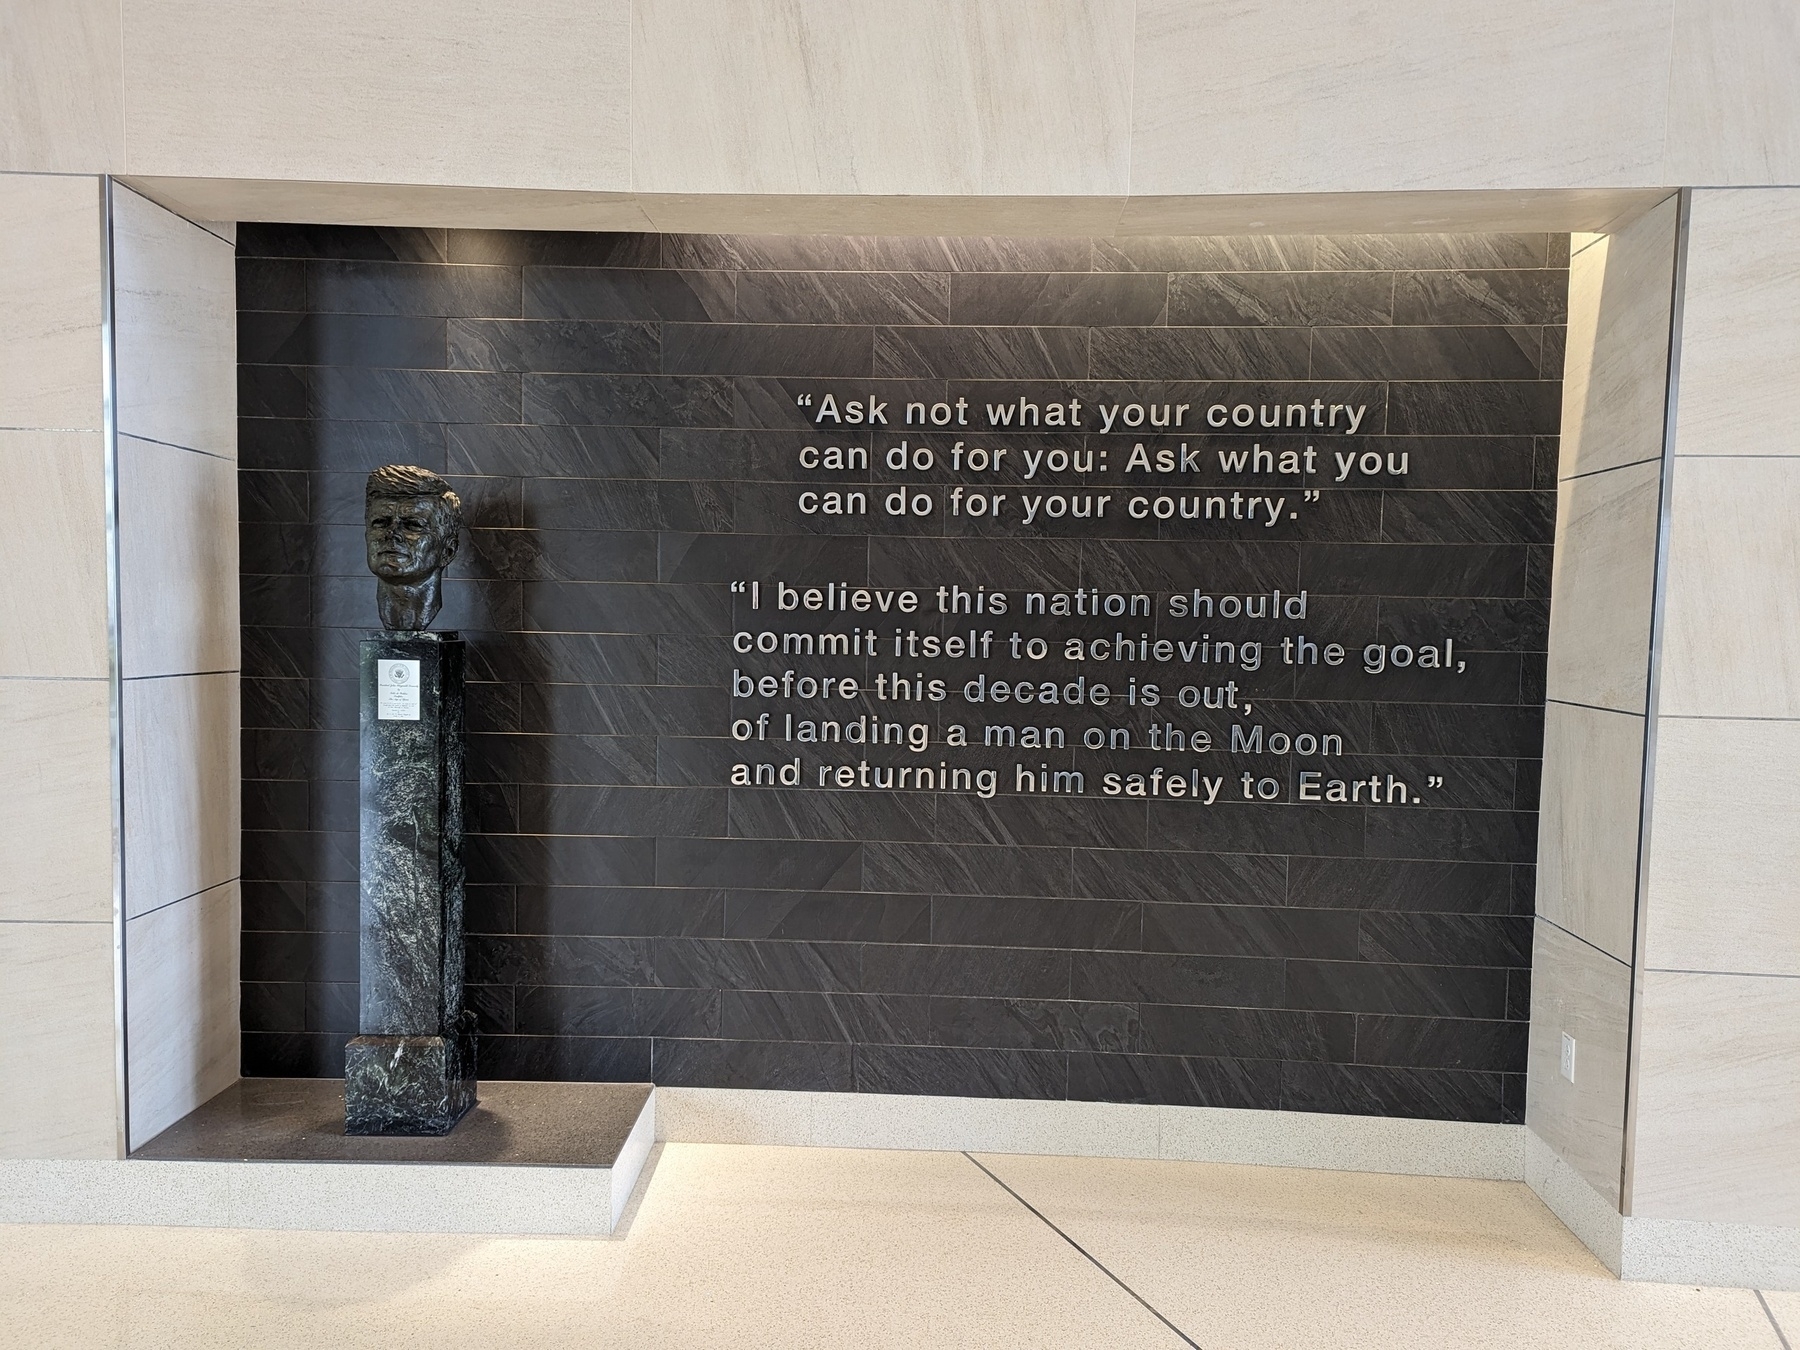 “Ask not what your country
can do for you: Ask what you
can do for your country.”
“I believe this nation should
commit itself to achieving the goal,
before this decade is out,
of landing a man on the Moon
and returning him safely to Earth.”